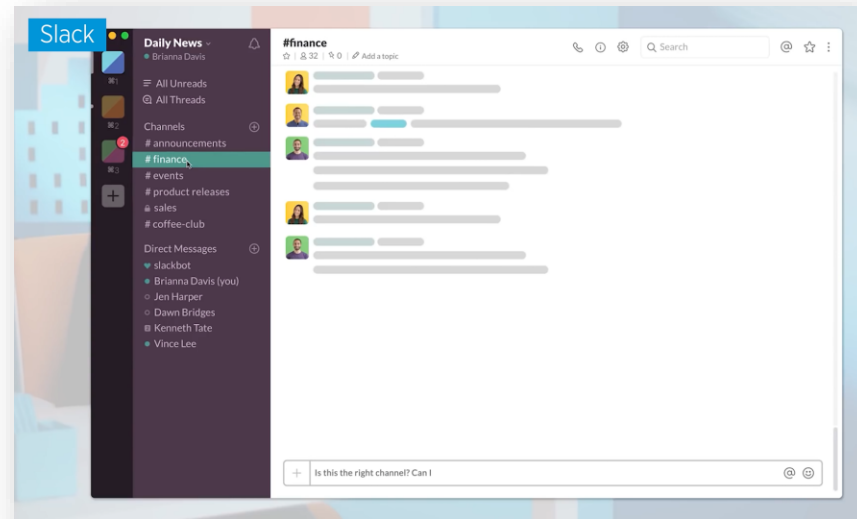 Slack
⌘1
⌘2
2
⌘3
Daily News
Brianna Davis
All Unreads
All Threads
Channels
# announcements
# finance
# events
# product releases
sales
# coffee-club
Direct Messages
slackbot
Brianna Davis (you)
Jen Harper
Dawn Bridges
Kenneth Tate
Vince Lee
#finance
32 | 0 | Add a topic
Search
Is this the right channel? Can I